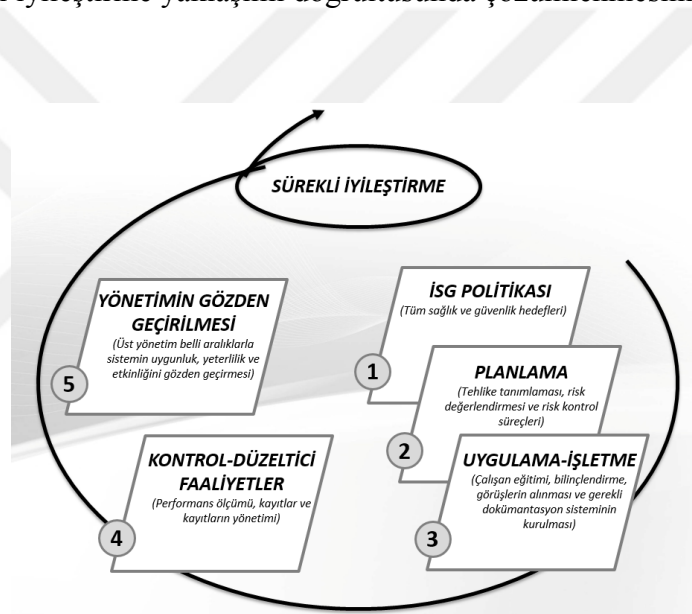 doğrultusunda
SÜREKLİ İYİLEŞTİRME
İSG POLİTİKASI
(Tüm sağlık ve güvenlik hedefleri)
1
PLANLAMA
(Tehlike tanımlaması, risk
değerlendirmesi ve risk kontrol
süreçleri)
2
UYGULAMA-İŞLETME
(Çalışan eğitimi, bilinçlendirme,
görüşlerin alınması ve gerekli
dokümantasyon sisteminin
kurulması)
3
KONTROL-DÜZELTİCİ
FAALİYETLER
(Performans ölçümü, kayıtlar ve
kayıtların yönetimi)
4
YÖNETİMİN GÖZDEN
GEÇİRİLMESİ
(Üst yönetim belli aralıklarla
sistemin uygunluk, yeterlilik ve
etkinliğini gözden geçirmesi)
5